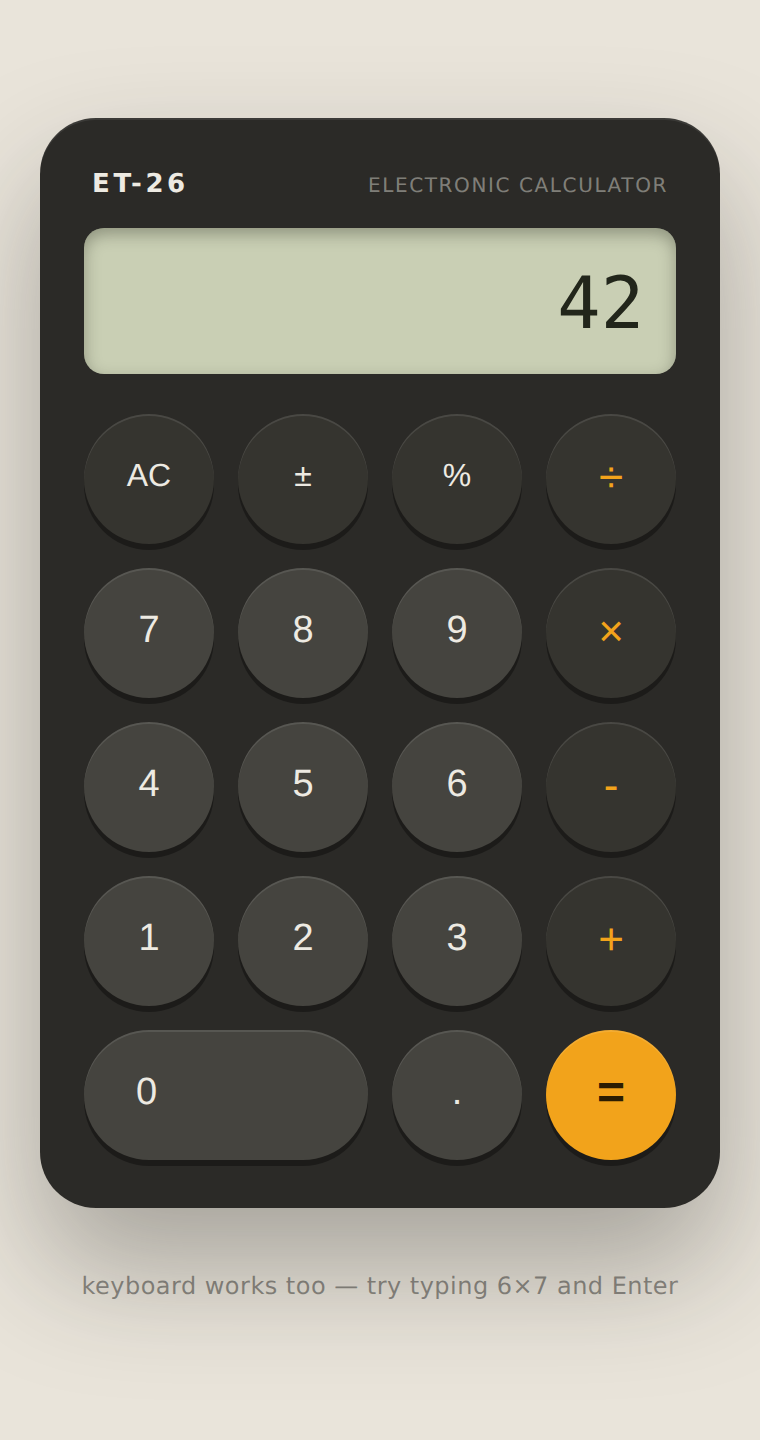 ET-26 ELECTRONIC CALCULATOR
42
AC ± % ÷
7 8 9 ×
4 5 6 -
1 2 3 +
0 . =
keyboard works too — try typing 6×7 and Enter